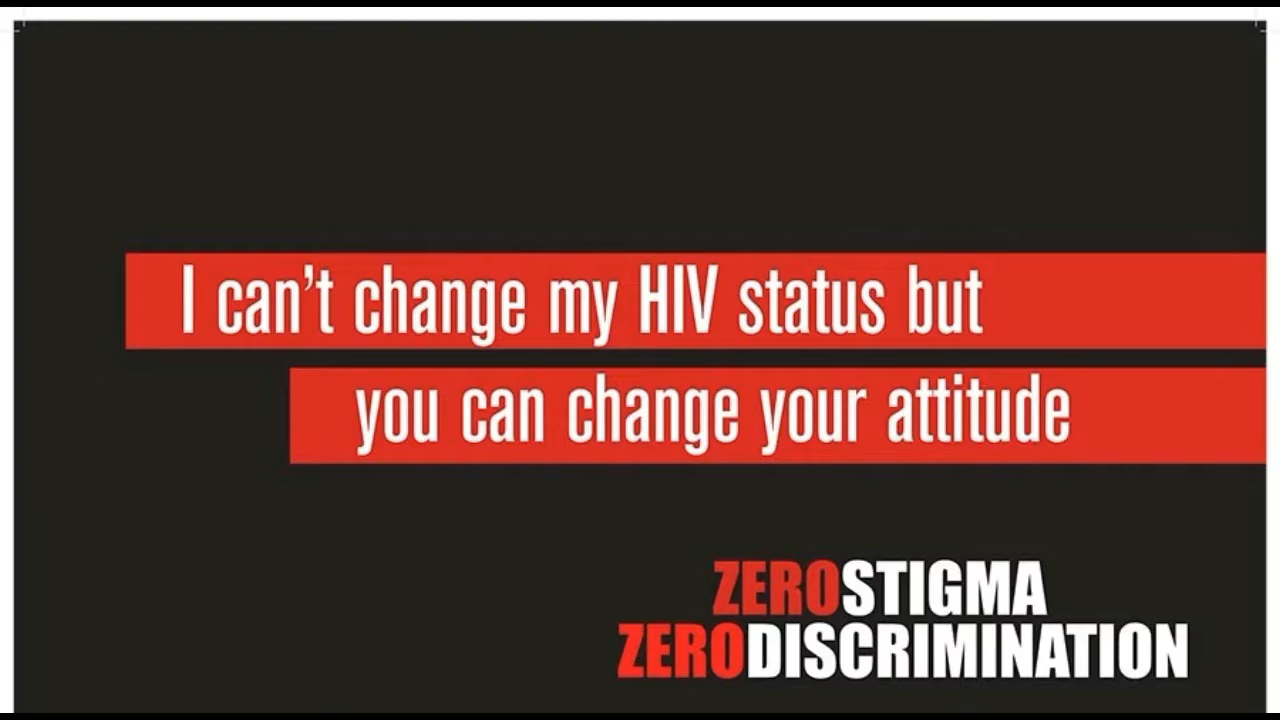 I can't change my HIV status but
you can change your attitude
ZEROSTIGMA
ZERODISCRIMINATION